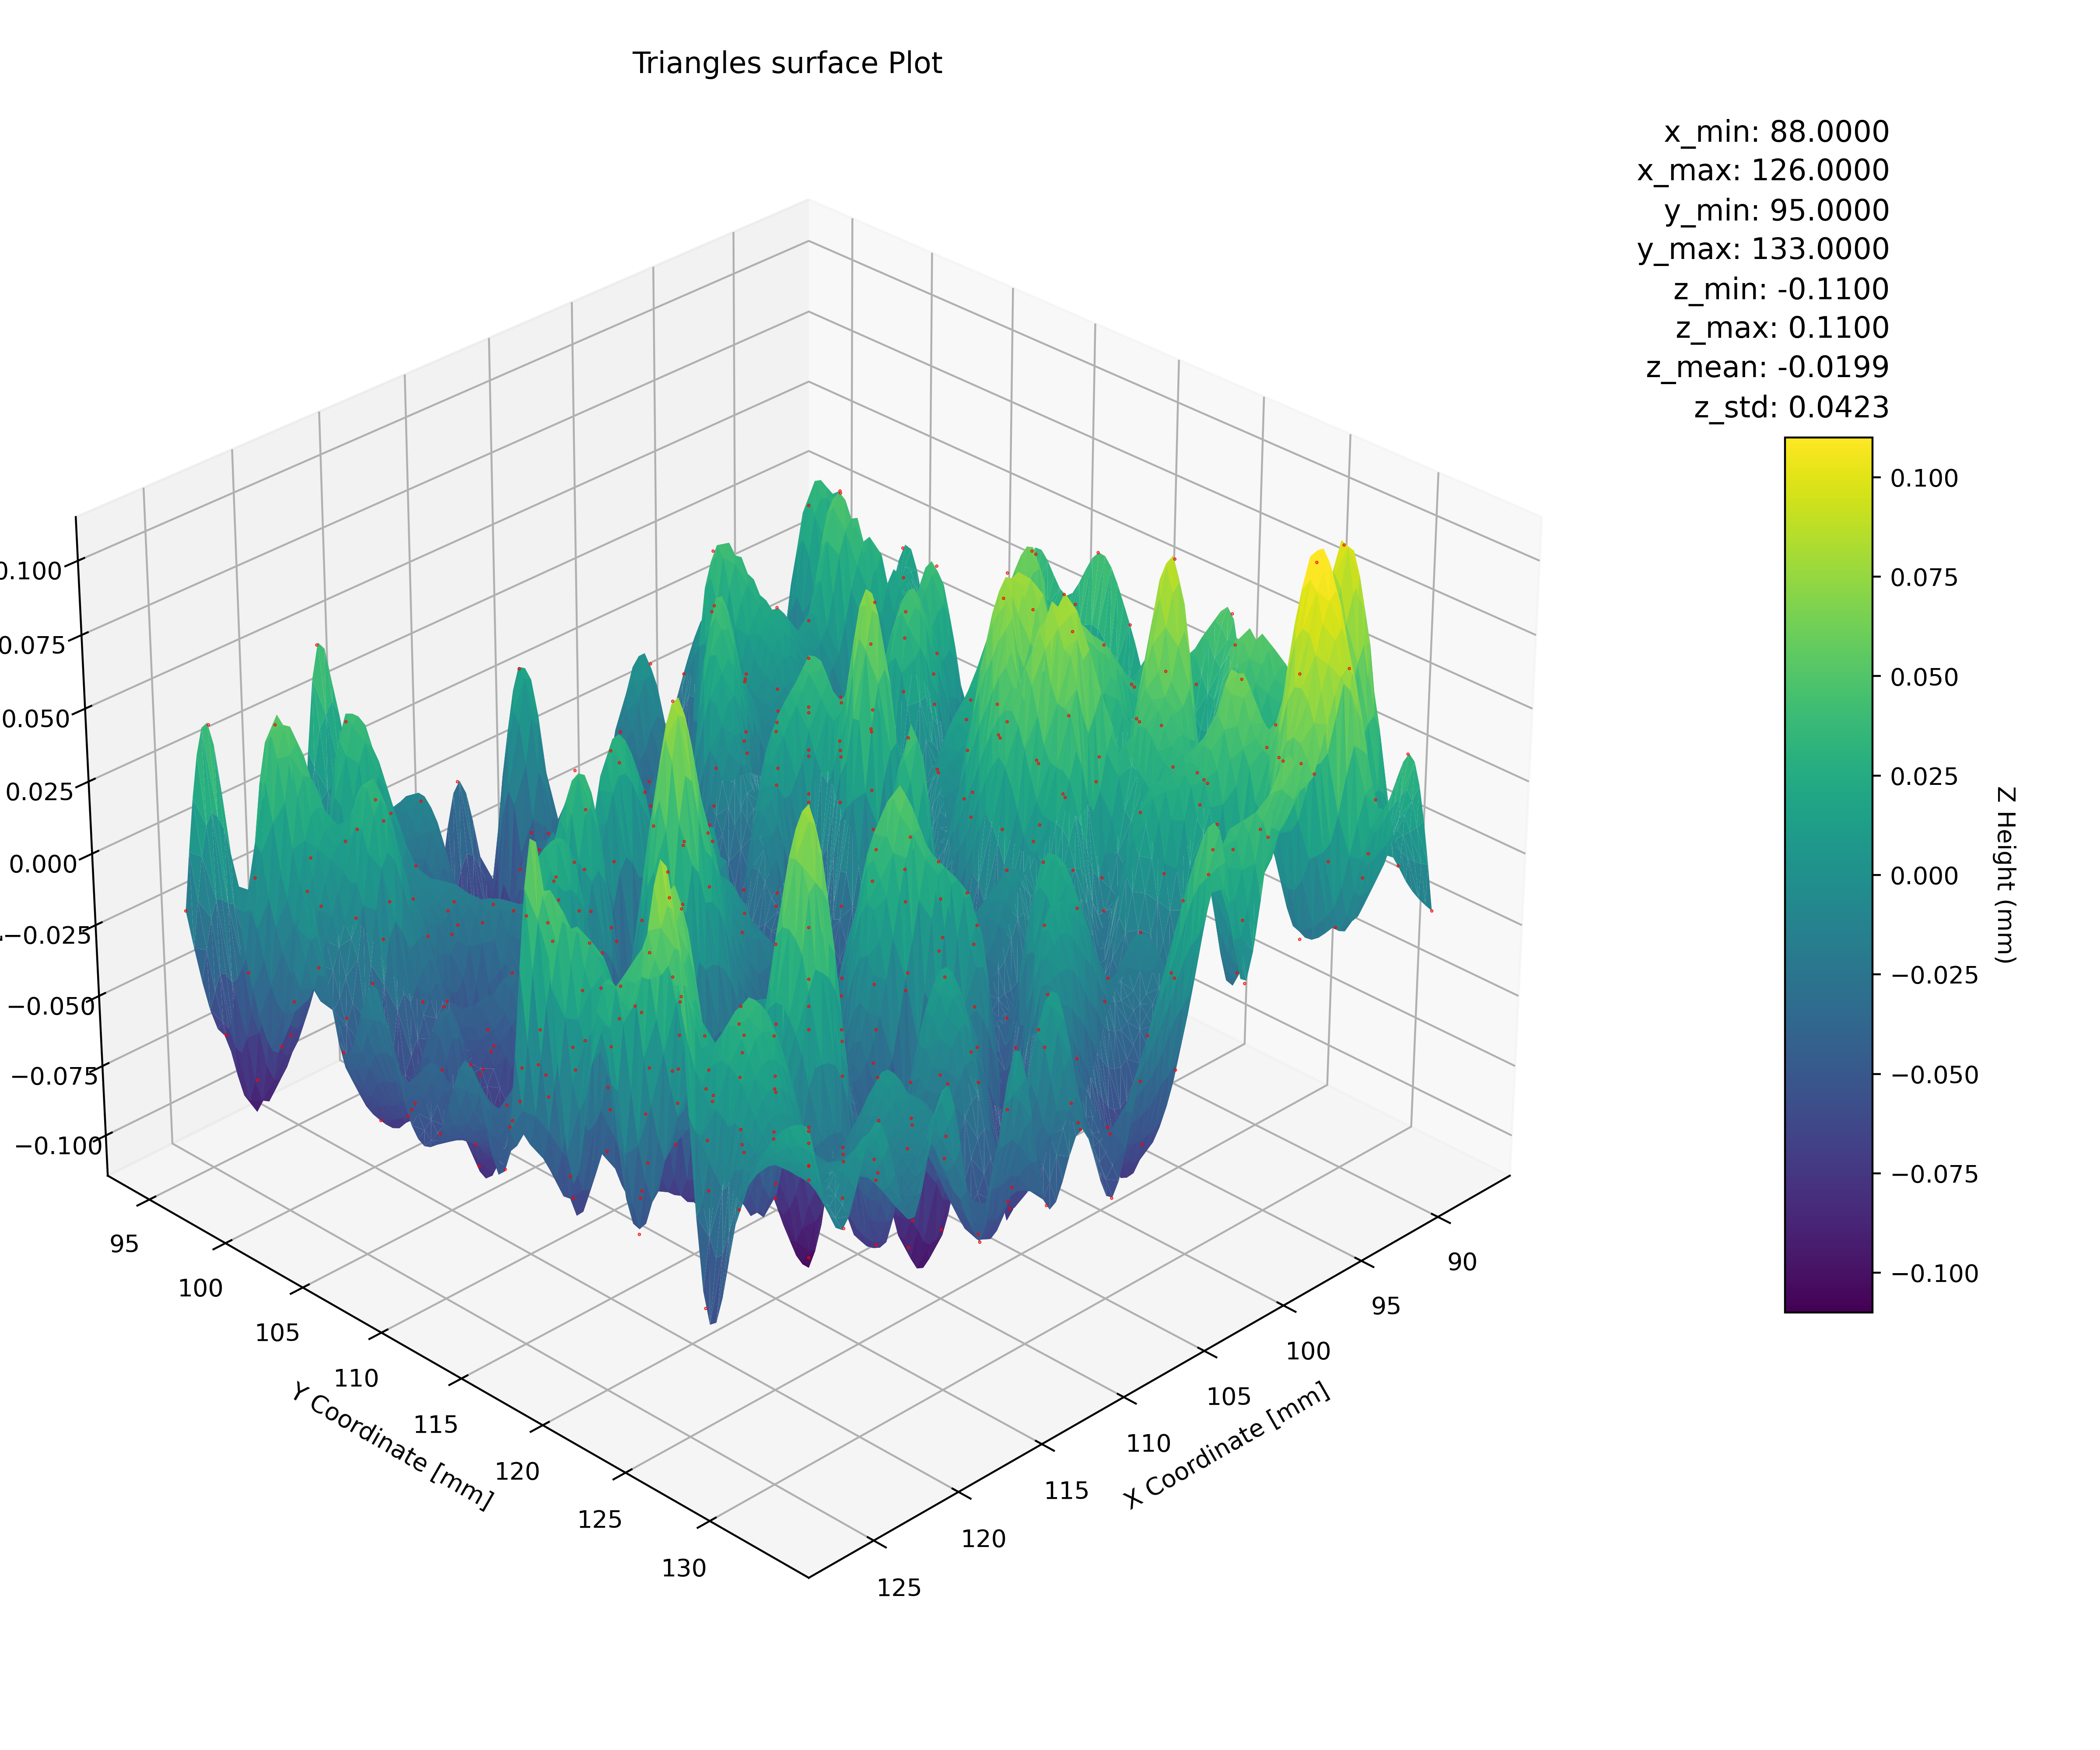 Triangles surface Plot
x_min: 88.0000
x_max: 126.0000
y_min: 95.0000
y_max: 133.0000
z_min: -0.1100
z_max: 0.1100
z_mean: -0.0199
z_std: 0.0423
0.100
0.075
0.050
0.025
0.000
−0.025
−0.050
−0.075
−0.100
Z Height (mm)
0.075
0.050
0.025
0.000
−0.025
−0.050
−0.075
−0.100
95
100
105
110
115
120
125
130
Y Coordinate [mm]
90
95
100
105
110
115
120
125
X Coordinate [mm]